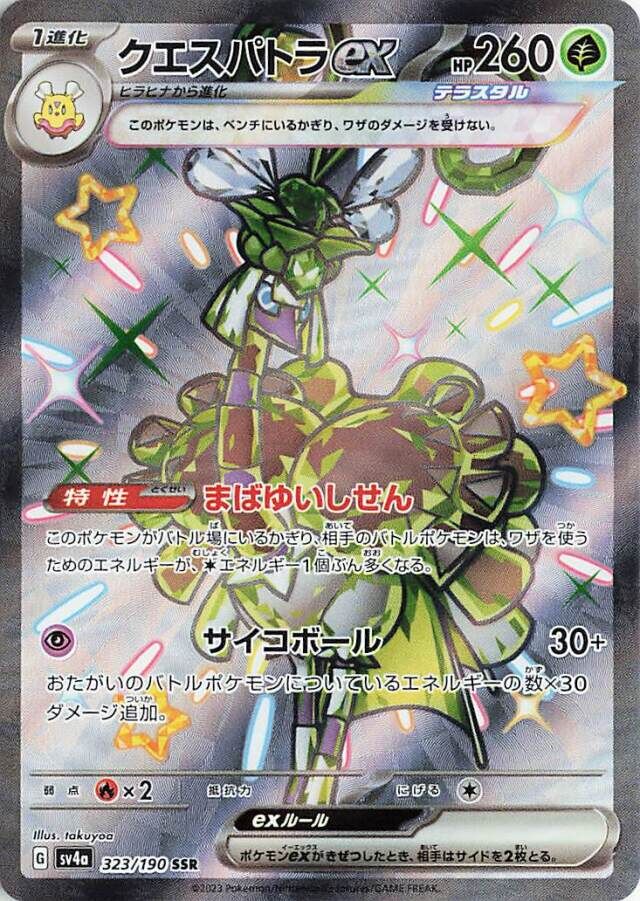 1進化
クエスパトラex
HP260
ヒラヒナから進化
テラスタル
このポケモンは、ベンチにいるかぎり、ワザのダメージを受けない。
特性
まばゆいしせん
このポケモンがバトル場にいるかぎり、相手のバトルポケモンは、ワザを使う
ためのエネルギーが、エネルギー1個ぶん多くなる。
サイコボール 30+
おたがいのバトルポケモンについているエネルギーの数×30
ダメージ追加。
弱点 ×2 抵抗力 にげる
Illus. takuyoa
exルール
ポケモンexがきぜつしたとき、相手はサイドを2枚とる。
G sv4a 323/190 SSR
©2023 Pokémon/Nintendo/Creatures/GAME FREAK.